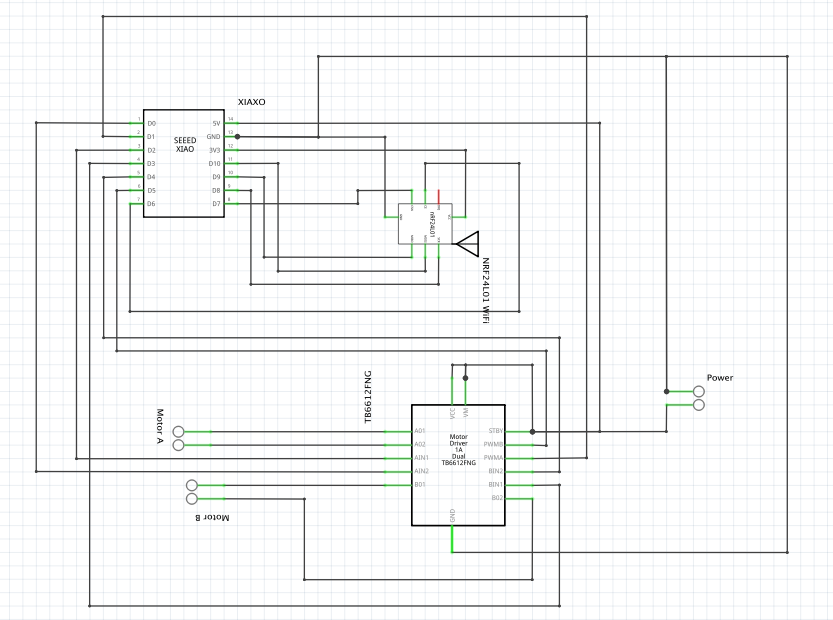 XIAXO
1 D0
2 D1
3 D2
4 D3
5 D4
6 D5
7 D6
SEEED
XIAO
5V 14
GND 13
3V3 12
D10 11
D9 10
D8 9
D7 8
nRF24L01
NRF24L01 WiFi
TB6612FNG
Power
Motor A
Motor B
VCC
VM
A01
A02
AIN1
AIN2
B01
Motor
Driver
1A
Dual
TB6612FNG
STBY
PWMB
PWMA
BIN2
BIN1
B02
GND